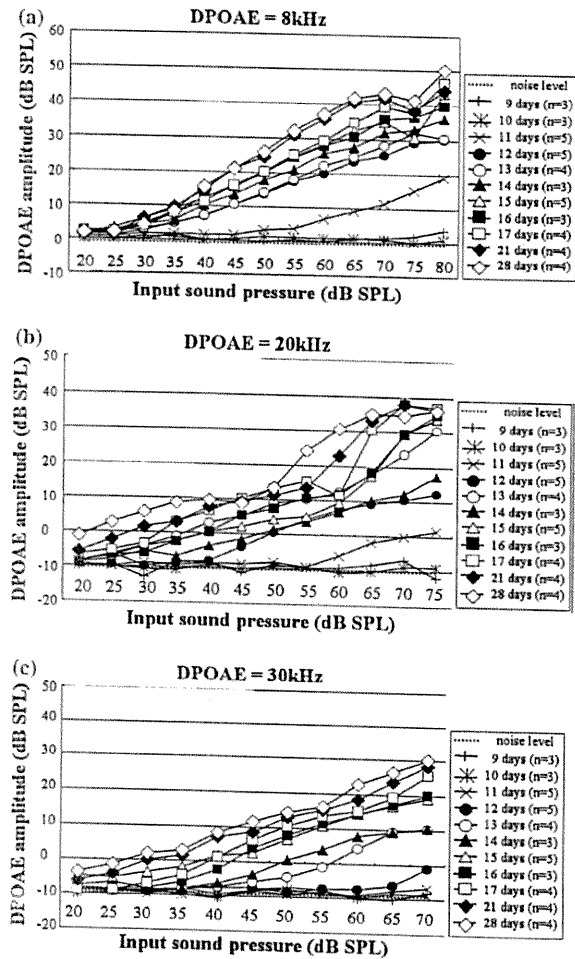 (a)
DPOAE = 8kHz
DPOAE amplitude (dB SPL)
60
50
40
30
20
10
0
-10
20 25 30 35 40 45 50 55 60 65 70 75 80
Input sound pressure (dB SPL)
noise level
9 days (n=3)
10 days (n=3)
11 days (n=5)
12 days (n=5)
13 days (n=4)
14 days (n=3)
15 days (n=5)
16 days (n=3)
17 days (n=4)
21 days (n=4)
28 days (n=4)
(b)
DPOAE = 20kHz
DPOAE amplitude (dB SPL)
50
40
30
20
10
0
-10
-20
20 25 30 35 40 45 50 55 60 65 70 75
Input sound pressure (dB SPL)
noise level
9 days (n=3)
10 days (n=3)
11 days (n=5)
12 days (n=5)
13 days (n=4)
14 days (n=3)
15 days (n=5)
16 days (n=3)
17 days (n=4)
21 days (n=4)
28 days (n=4)
(c)
DPOAE = 30kHz
DPOAE amplitude (dB SPL)
50
40
30
20
10
0
-10
-20
20 25 30 35 40 45 50 55 60 65 70
Input sound pressure (dB SPL)
noise level
9 days (n=3)
10 days (n=3)
11 days (n=5)
12 days (n=5)
13 days (n=4)
14 days (n=3)
15 days (n=5)
16 days (n=3)
17 days (n=4)
21 days (n=4)
28 days (n=4)